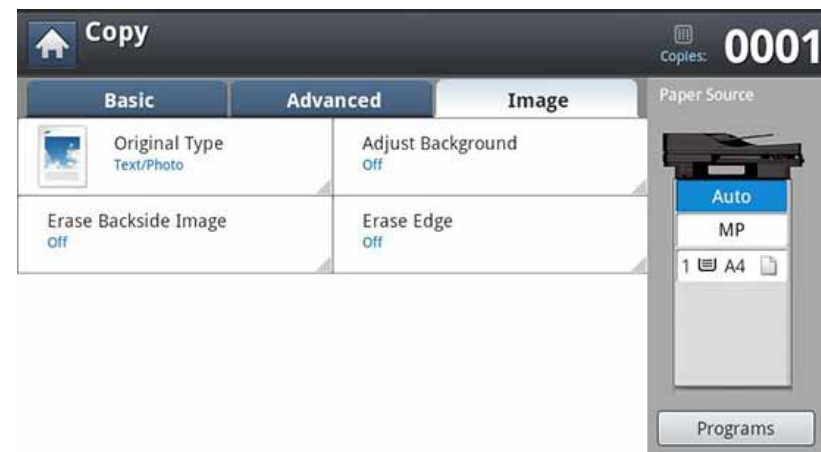 Copy
Copies: 0001
Basic Advanced Image
Original Type
Text/Photo
Adjust Background
Off
Erase Backside Image
Off
Erase Edge
Off
Paper Source
Auto
MP
1 A4
Programs